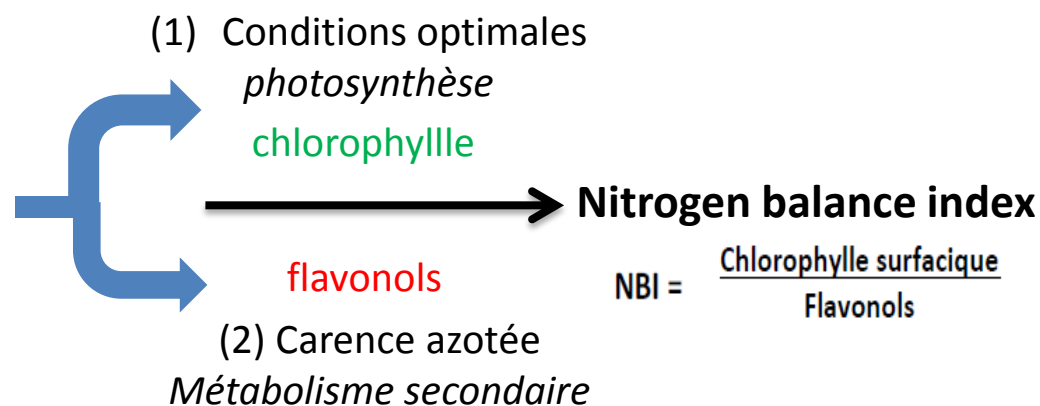 (1) Conditions optimales
photosynthèse
chlorophyllle
Nitrogen balance index
NBI = Chlorophylle surfacique
Flavonols
flavonols
(2) Carence azotée
Métabolisme secondaire